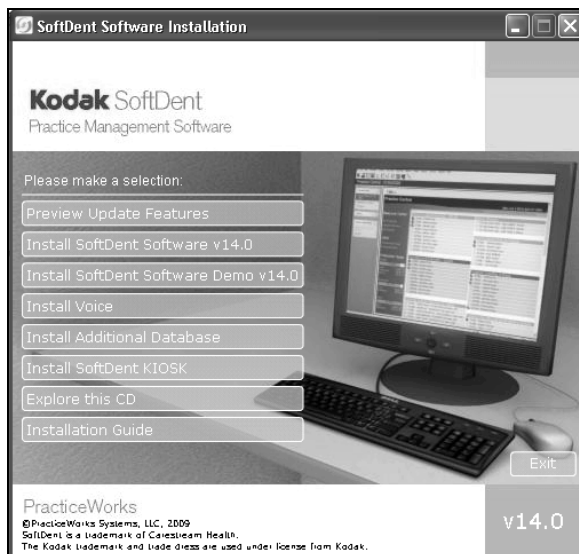 SoftDent Software Installation
Kodak SoftDent
Practice Management Software
Please make a selection:
Preview Update Features
Install SoftDent Software v14.0
Install SoftDent Software Demo v14.0
Install Voice
Install Additional Database
Install SoftDent KIOSK
Explore this CD
Installation Guide
Exit
PracticeWorks
©PracticeWorks Systems, LLC, 2009
SoftDent is a trademark of Carestream Health.
The Kodak trademark and trade dress are used under license from Kodak.
v14.0